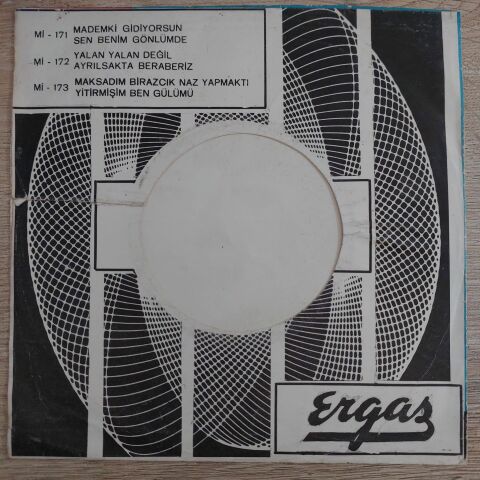 Mİ - 171 MADEMKİ GİDİYORSUN
SEN BENİM GÖNLÜMDE
Mİ - 172 YALAN YALAN DEĞİL
AYRILSAKTA BERABERİZ
Mİ - 173 MAKSADIM BİRAZCIK NAZ YAPMAKTI
YİTİRMİŞİM BEN GÜLÜMÜ
Ergas